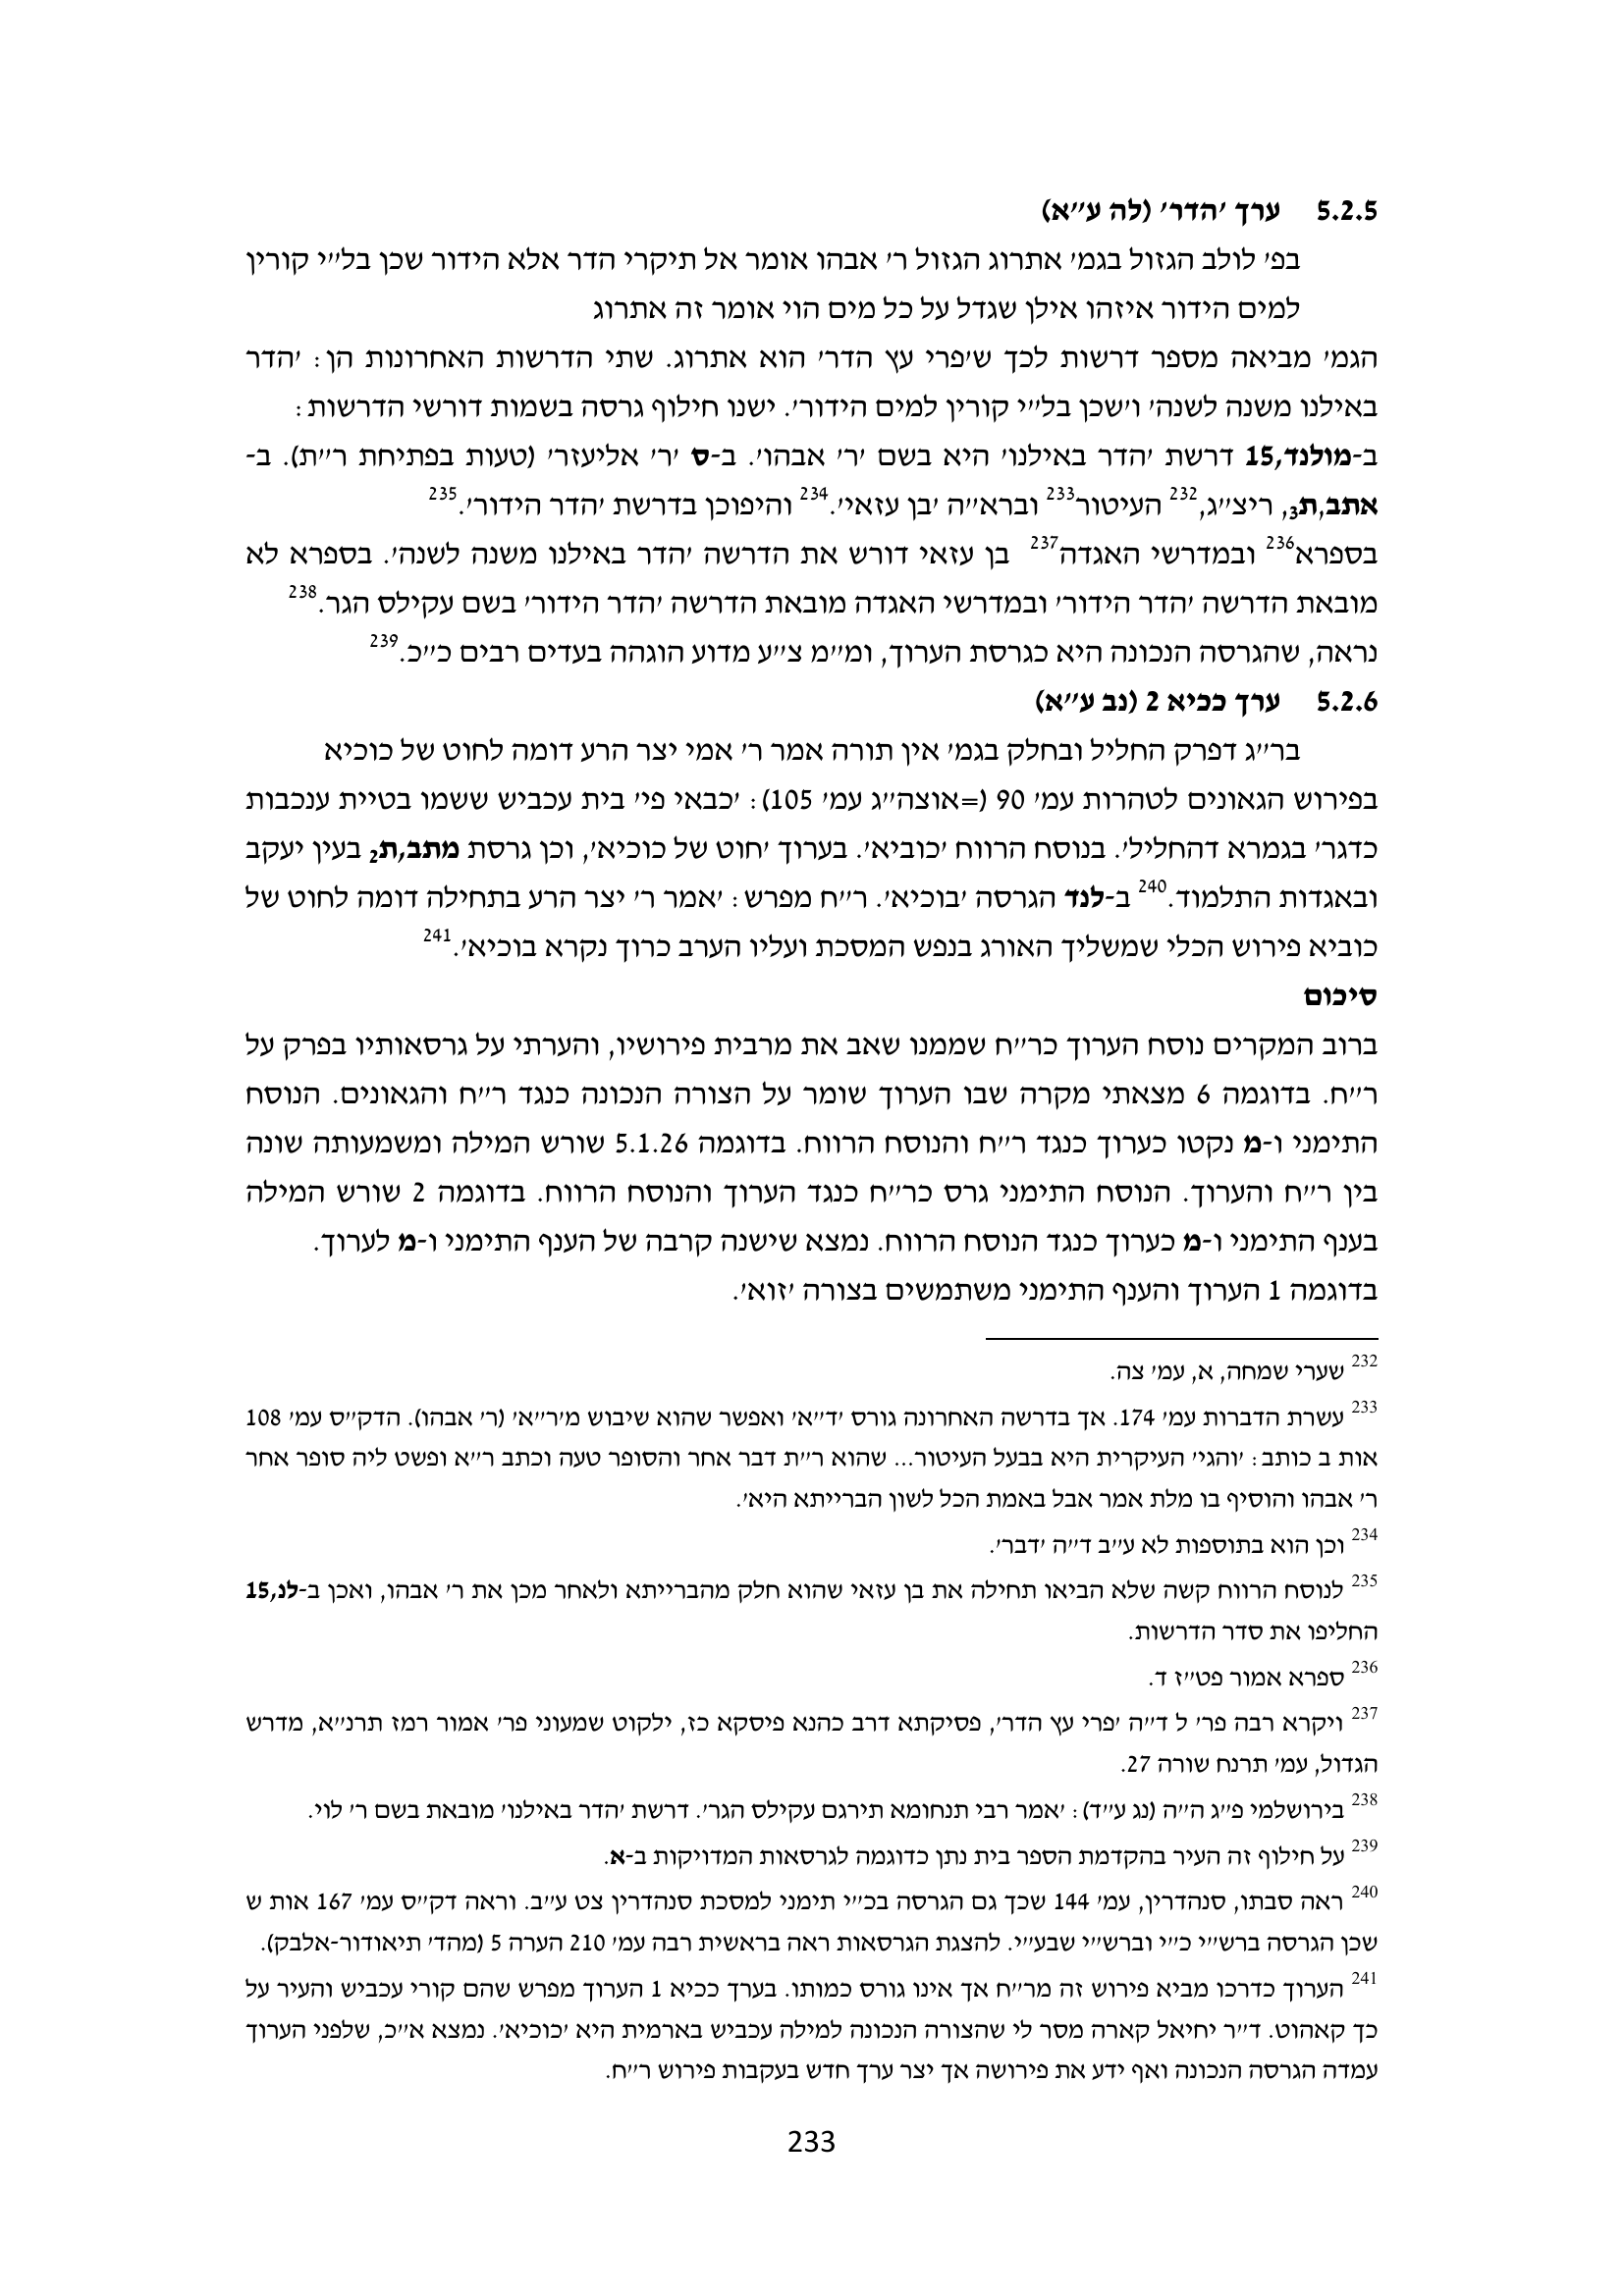 5.2.5 ערך 'הדר' (לה ע"א)
בפ' לולב הגזול בגמ' אתרוג הגזול ר' אבהו אומר אל תיקרי הדר אלא הידור שכן בל"י קורין
למים הידור איזהו אילן שגדל על כל מים הוי אומר זה אתרוג
הגמ' מביאה מספר דרשות לכך ש'פרי עץ הדר' הוא אתרוג. שתי הדרשות האחרונות הן: 'הדר
באילנו משנה לשנה' ו'שכן בל"י קורין למים הידור'. ישנו חילוף גרסה בשמות דורשי הדרשות:
ב-מולנד,15 דרשת 'הדר באילנו' היא בשם 'ר' אבהו'. ב-ס 'ר' אליעזר' (טעות בפתיחת ר"ת). ב-
אתב,ת3, ריצ"ג,232 העיטור233 וברא"ה 'בן עזאי'.234 והיפוכן בדרשת 'הדר הידור'.235
בספרא236 ובמדרשי האגדה237 בן עזאי דורש את הדרשה 'הדר באילנו משנה לשנה'. בספרא לא
מובאת הדרשה 'הדר הידור' ובמדרשי האגדה מובאת הדרשה 'הדר הידור' בשם עקילס הגר.238
נראה, שהגרסה הנכונה היא כגרסת הערוך, ומ"מ צ"ע מדוע הוגהה בעדים רבים כ"כ.239
5.2.6 ערך ככיא 2 (נב ע"א)
בר"ג דפרק החליל ובחלק בגמ' אין תורה אמר ר' אמי יצר הרע דומה לחוט של כוכיא
בפירוש הגאונים לטהרות עמ' 90 (=אוצה"ג עמ' 105): 'כבאי פי' בית עכביש ששמו בטיית ענכבות
כדגר' בגמרא דהחליל'. בנוסח הרווח 'כוביא'. בערוך 'חוט של כוכיא', וכן גרסת מתב,ת2 בעין יעקב
ובאגדות התלמוד.240 ב-לנד הגרסה 'בוכיא'. ר"ח מפרש: 'אמר ר' יצר הרע בתחילה דומה לחוט של
כוביא פירוש הכלי שמשליך האורג בנפש המסכת ועליו הערב כרוך נקרא בוכיא'.241
סיכום
ברוב המקרים נוסח הערוך כר"ח שממנו שאב את מרבית פירושיו, והערתי על גרסאותיו בפרק על
ר"ח. בדוגמה 6 מצאתי מקרה שבו הערוך שומר על הצורה הנכונה כנגד ר"ח והגאונים. הנוסח
התימני ו-מ נקטו כערוך כנגד ר"ח והנוסח הרווח. בדוגמה 5.1.26 שורש המילה ומשמעותה שונה
בין ר"ח והערוך. הנוסח התימני גרס כר"ח כנגד הערוך והנוסח הרווח. בדוגמה 2 שורש המילה
בענף התימני ו-מ כערוך כנגד הנוסח הרווח. נמצא שישנה קרבה של הענף התימני ו-מ לערוך.
בדוגמה 1 הערוך והענף התימני משתמשים בצורה 'זוא'.
232 שערי שמחה, א, עמ' צה.
233 עשרת הדברות עמ' 174. אך בדרשה האחרונה גורס 'ד"א' ואפשר שהוא שיבוש מ'ר"א' (ר' אבהו). הדק"ס עמ' 108
אות ב כותב: 'והגי' העיקרית היא בבעל העיטור... שהוא ר"ת דבר אחר והסופר טעה וכתב ר"א ופשט ליה סופר אחר
ר' אבהו והוסיף בו מלת אמר אבל באמת הכל לשון הברייתא היא'.
234 וכן הוא בתוספות לא ע"ב ד"ה 'דבר'.
235 לנוסח הרווח קשה שלא הביאו תחילה את בן עזאי שהוא חלק מהברייתא ולאחר מכן את ר' אבהו, ואכן ב-לנ,15
החליפו את סדר הדרשות.
236 ספרא אמור פט"ז ד.
237 ויקרא רבה פר' ל ד"ה 'פרי עץ הדר', פסיקתא דרב כהנא פיסקא כז, ילקוט שמעוני פר' אמור רמז תרנ"א, מדרש
הגדול, עמ' תרנח שורה 27.
238 בירושלמי פ"ג ה"ה (נג ע"ד): 'אמר רבי תנחומא תירגם עקילס הגר'. דרשת 'הדר באילנו' מובאת בשם ר' לוי.
239 על חילוף זה העיר בהקדמת הספר בית נתן כדוגמה לגרסאות המדויקות ב-א.
240 ראה סבתו, סנהדרין, עמ' 144 שכך גם הגרסה בכ"י תימני למסכת סנהדרין צט ע"ב. וראה דק"ס עמ' 167 אות ש
שכן הגרסה ברש"י כ"י וברש"י שבע"י. להצגת הגרסאות ראה בראשית רבה עמ' 210 הערה 5 (מהד' תיאודור-אלבק).
241 הערוך כדרכו מביא פירוש זה מר"ח אך אינו גורס כמותו. בערך ככיא 1 הערוך מפרש שהם קורי עכביש והעיר על
כך קאהוט. ד"ר יחיאל קארה מסר לי שהצורה הנכונה למילה עכביש בארמית היא 'כוכיא'. נמצא א"כ, שלפני הערוך
עמדה הגרסה הנכונה ואף ידע את פירושה אך יצר ערך חדש בעקבות פירוש ר"ח.
233